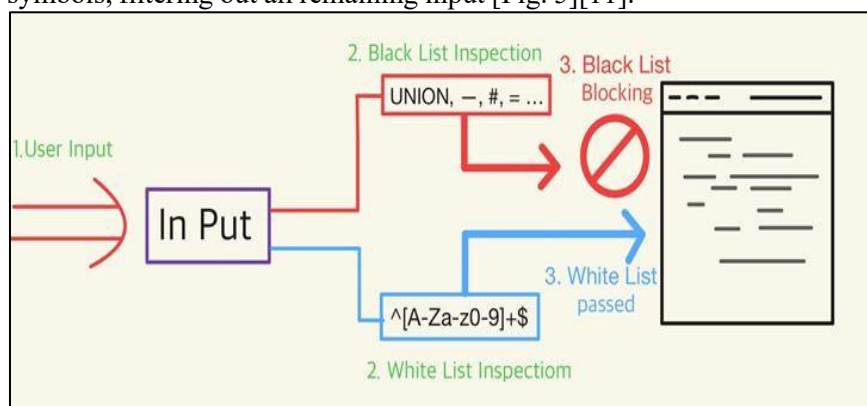 symbols, filtering out all remaining input [Fig. 5][11].
2. Black List Inspection
3. Black List
Blocking
UNION, –, #, = ...
1.User Input
In Put
3. White List
passed
^[A-Za-z0-9]+$
2. White List Inspectiom